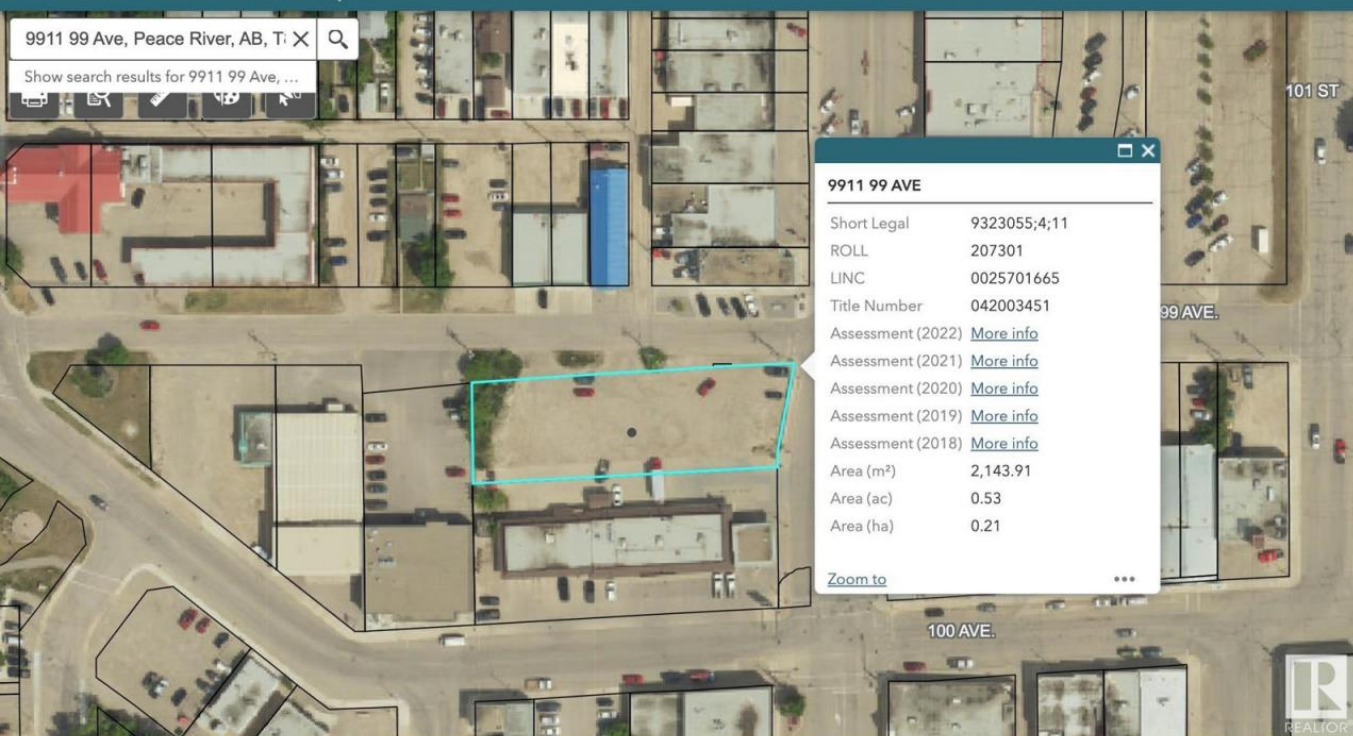 9911 99 Ave, Peace River, AB, T
Show search results for 9911 99 Ave, ...
101 ST
9911 99 AVE
Short Legal 9323055;4;11
ROLL 207301
LINC 0025701665
Title Number 042003451
99 AVE.
Assessment (2022) More info
Assessment (2021) More info
Assessment (2020) More info
Assessment (2019) More info
Assessment (2018) More info
Area (m²) 2,143.91
Area (ac) 0.53
Area (ha) 0.21
Zoom to
100 AVE.
R
REALTOR